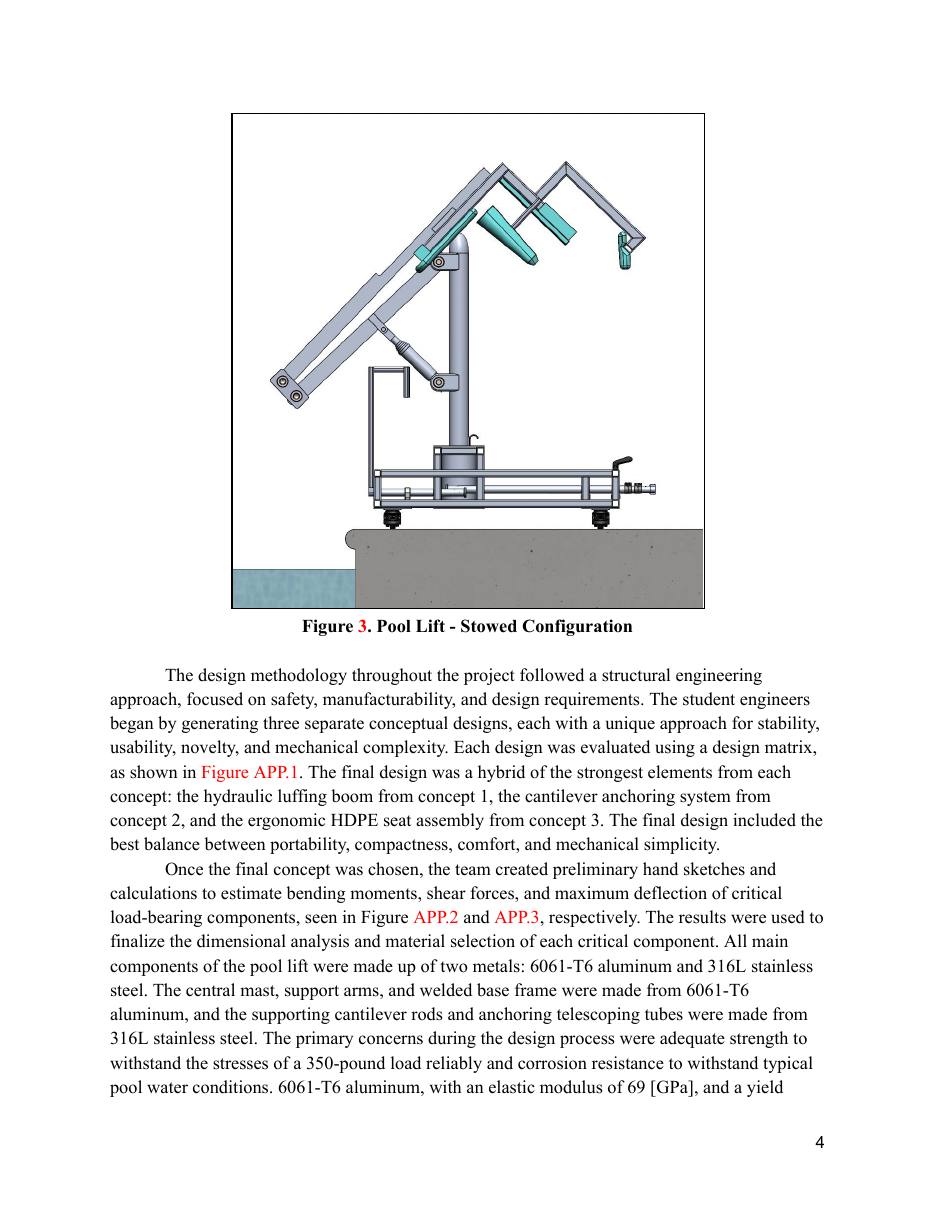 Figure 3. Pool Lift - Stowed Configuration
The design methodology throughout the project followed a structural engineering
approach, focused on safety, manufacturability, and design requirements. The student engineers
began by generating three separate conceptual designs, each with a unique approach for stability,
usability, novelty, and mechanical complexity. Each design was evaluated using a design matrix,
as shown in Figure APP.1. The final design was a hybrid of the strongest elements from each
concept: the hydraulic luffing boom from concept 1, the cantilever anchoring system from
concept 2, and the ergonomic HDPE seat assembly from concept 3. The final design included the
best balance between portability, compactness, comfort, and mechanical simplicity.
Once the final concept was chosen, the team created preliminary hand sketches and
calculations to estimate bending moments, shear forces, and maximum deflection of critical
load-bearing components, seen in Figure APP.2 and APP.3, respectively. The results were used to
finalize the dimensional analysis and material selection of each critical component. All main
components of the pool lift were made up of two metals: 6061-T6 aluminum and 316L stainless
steel. The central mast, support arms, and welded base frame were made from 6061-T6
aluminum, and the supporting cantilever rods and anchoring telescoping tubes were made from
316L stainless steel. The primary concerns during the design process were adequate strength to
withstand the stresses of a 350-pound load reliably and corrosion resistance to withstand typical
pool water conditions. 6061-T6 aluminum, with an elastic modulus of 69 [GPa], and a yield
4